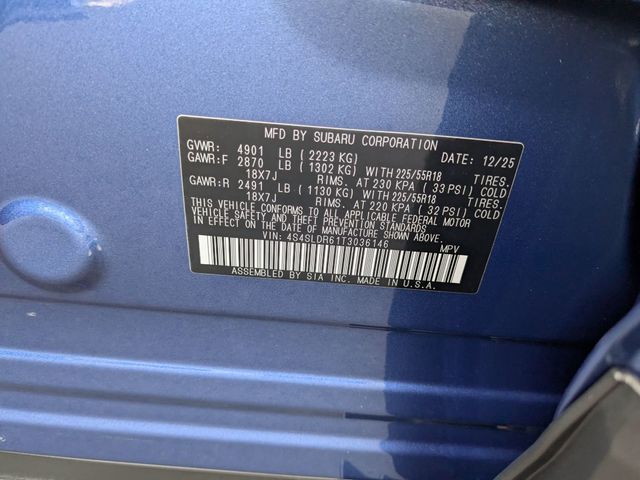 MFD BY SUBARU CORPORATION
GVWR: 4901 LB ( 2223 KG) DATE: 12/25
GAWR:F 2870 LB ( 1302 KG) WITH 225/55R18 TIRES.
18X7J RIMS. AT 230 KPA ( 33 PSI) COLD
GAWR:R 2491 LB ( 1130 KG) WITH 225/55R18 TIRES.
18X7J RIMS. AT 220 KPA ( 32 PSI) COLD
THIS VEHICLE CONFORMS TO ALL APPLICABLE FEDERAL MOTOR
VEHICLE SAFETY AND THEFT PREVENTION STANDARDS
IN EFFECT ON THE DATE OF MANUFACTURE SHOWN ABOVE.
VIN: 4S4SLDR61T3036146 MPV
ASSEMBLED BY SIA INC. MADE IN U.S.A.